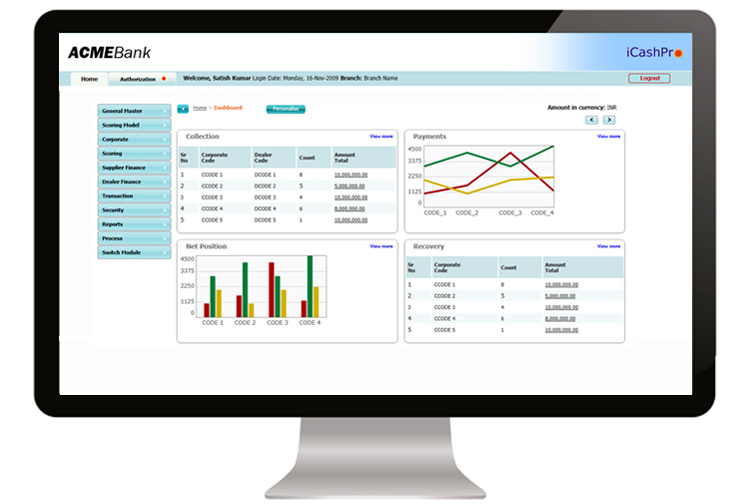 ACMEBank
iCashPro
Home Authorization Welcome, Satish Kumar Login Date: Monday, 16-Nov-2009 Branch: Branch Name Logout
Home > Dashboard Personalize Amount in currency: INR
< >
General Master
Scoring Model
Corporate
Scoring
Supplier Finance
Dealer Finance
Transaction
Security
Reports
Process
Switch Module
Collection View more
Sr No Corporate Code Dealer Code Count Amount Total
1 CCODE 1 DCODE 1 8 10,000,000.00
2 CCODE 2 DCODE 2 5 5,000,000.00
3 CCODE 3 DCODE 3 4 10,000,000.00
4 CCODE 4 DCODE 4 6 8,000,000.00
5 CCODE 5 DCODE 5 1 10,000,000.00
Payments View more
4500
3375
2250
1125
0
CODE_1 CODE_2 CODE_3 CODE_4
Net Position View more
4500
3375
2250
1125
0
CODE 1 CODE 2 CODE 3 CODE 4
Recovery View more
Sr No Corporate Code Count Amount Total
1 CCODE 1 8 10,000,000.00
2 CCODE 2 5 5,000,000.00
3 CCODE 3 4 10,000,000.00
4 CCODE 4 6 8,000,000.00
5 CCODE 5 1 10,000,000.00